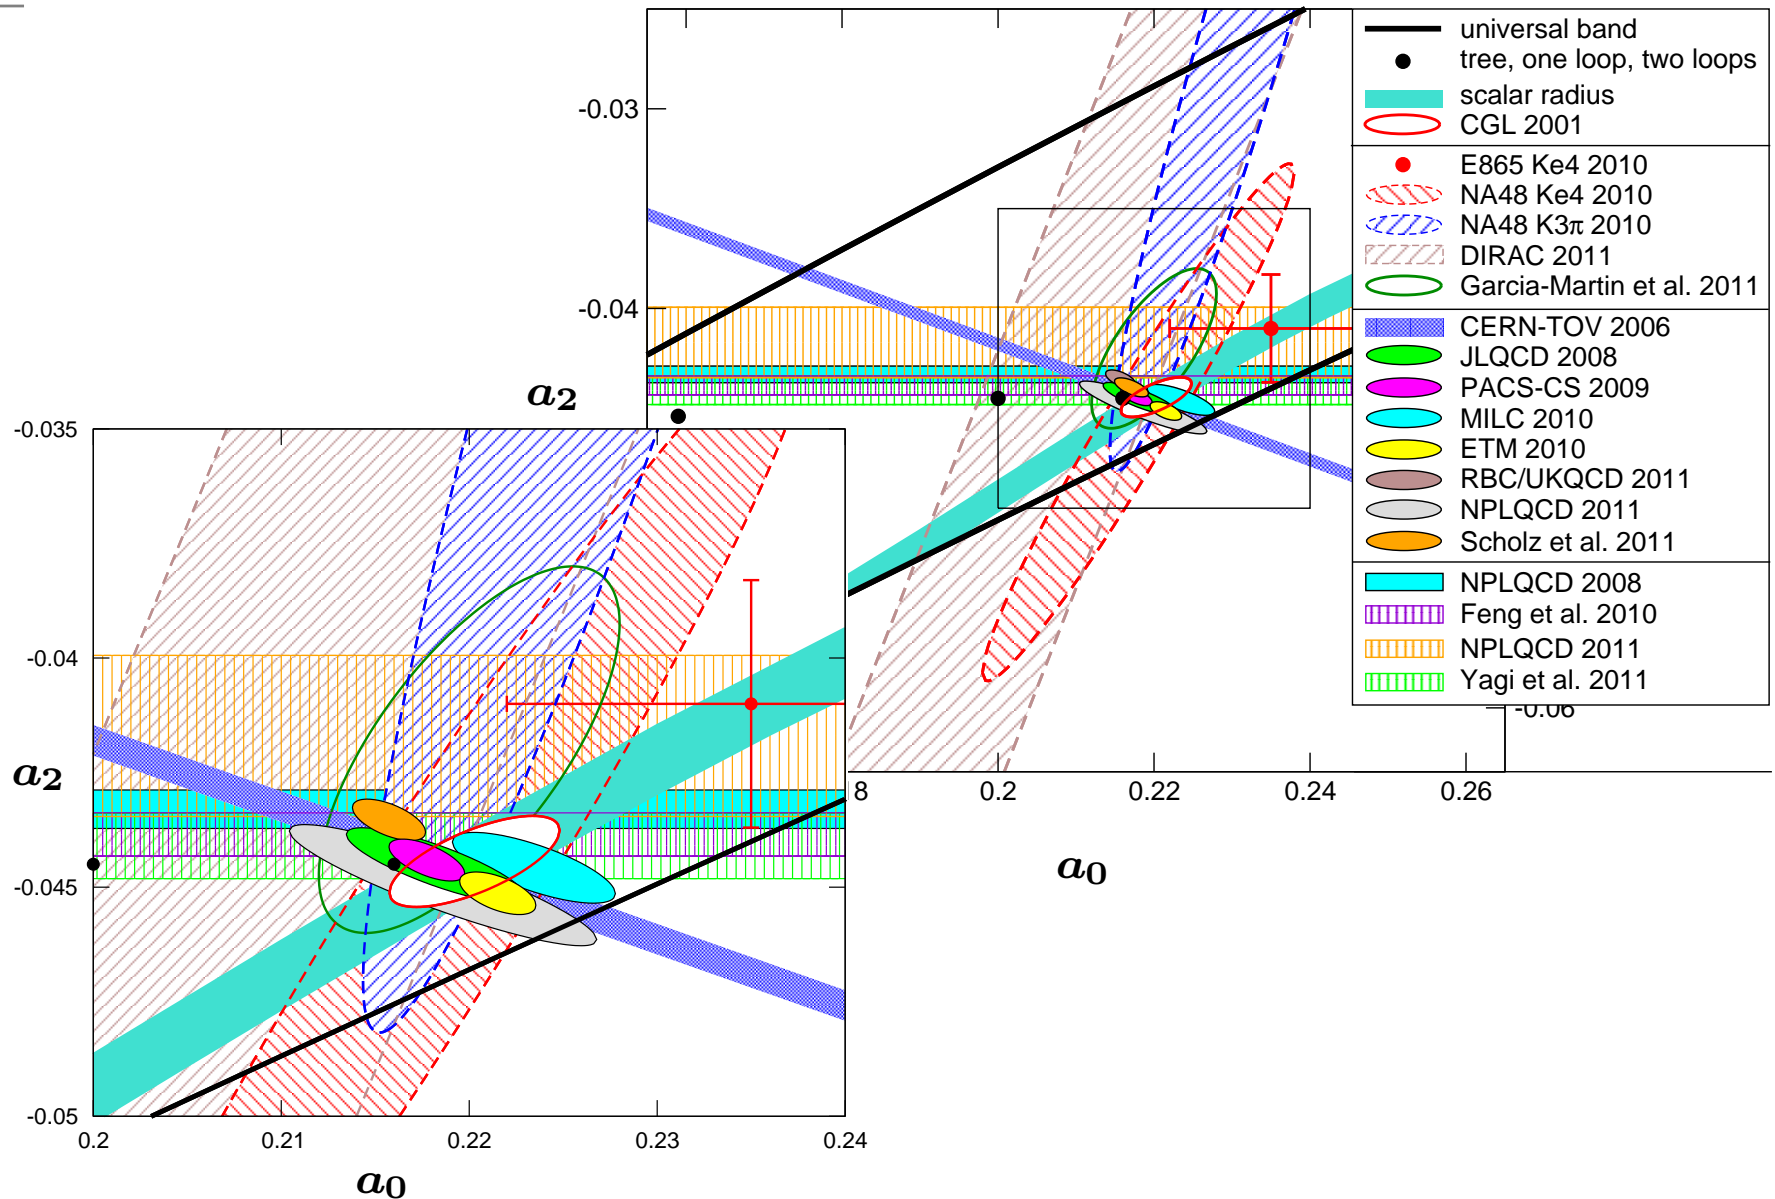 universal band
tree, one loop, two loops
scalar radius
CGL 2001
E865 Ke4 2010
NA48 Ke4 2010
NA48 K3π 2010
DIRAC 2011
Garcia-Martin et al. 2011
CERN-TOV 2006
JLQCD 2008
PACS-CS 2009
MILC 2010
ETM 2010
RBC/UKQCD 2011
NPLQCD 2011
Scholz et al. 2011
NPLQCD 2008
Feng et al. 2010
NPLQCD 2011
Yagi et al. 2011
-0.03
-0.04
a2
-0.06
8 0.2 0.22 0.24 0.26
a0
-0.035
-0.04
a2
-0.045
-0.05
0.2 0.21 0.22 0.23 0.24
a0